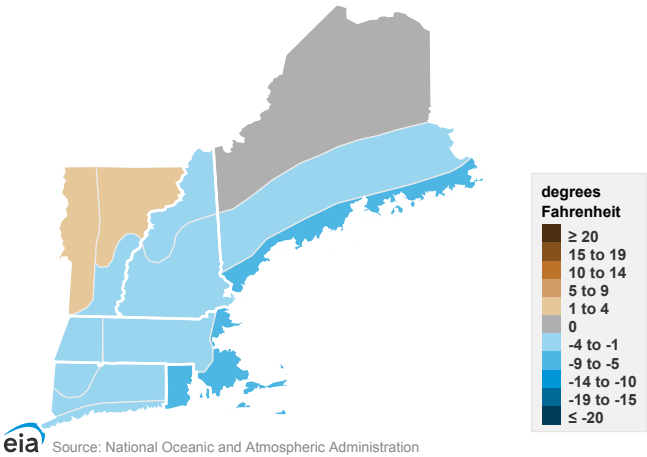 degrees
Fahrenheit
≥ 20
15 to 19
10 to 14
5 to 9
1 to 4
0
-4 to -1
-9 to -5
-14 to -10
-19 to -15
≤ -20
eia
Source: National Oceanic and Atmospheric Administration